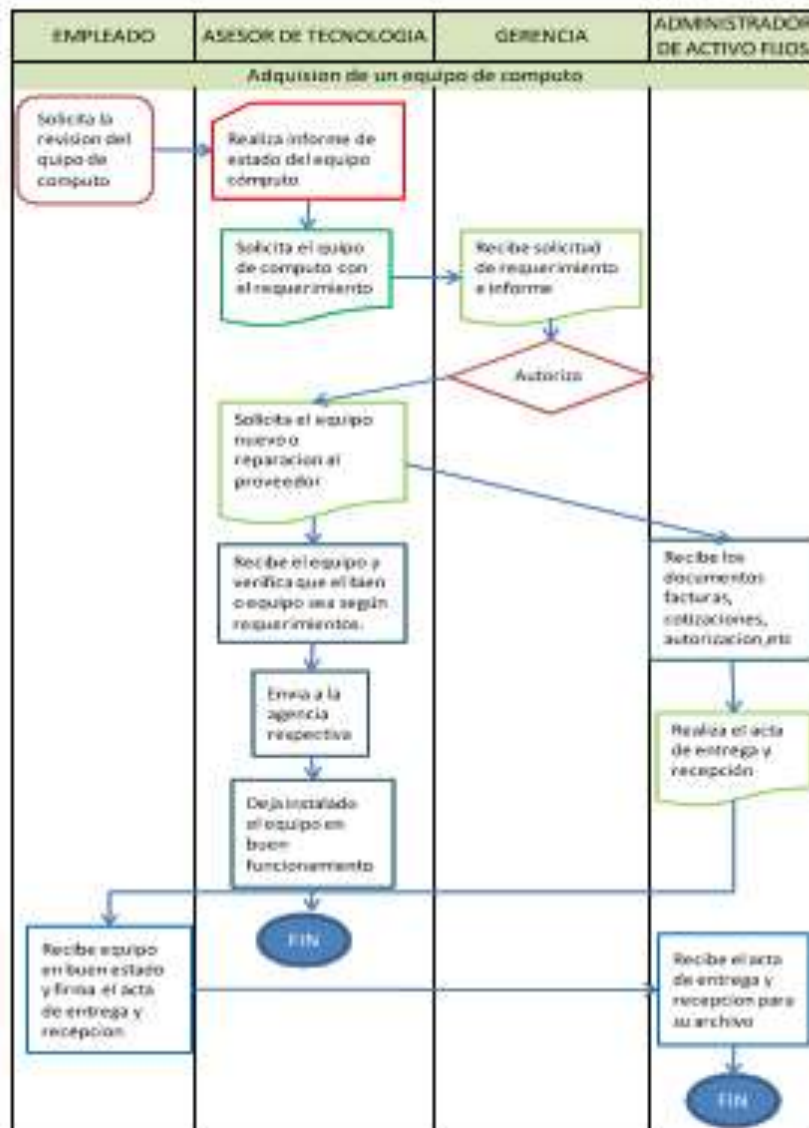 EMPLEADO
ASESOR DE TECNOLOGIA
GERENCIA
ADMINISTRADOR
DE ACTIVO FIJOS
Adquision de un equipo de computo
Solicita la
revision del
quipo de
computo
Realiza informe de
estado del equipo
cómputo
Solicita el quipo
de computo con
el requerimiento
Recibe solicitud
de requerimiento
e informe
Autoriza
Solicita el equipo
nuevo o
reparacion al
proveedor
Recibe el equipo y
verifica que el bien
o equipo sea según
requerimientos.
Recibe los
documentos
facturas,
cotizaciones,
autorizacion,etc
Envia a la
agencia
respectiva
Realiza el acta
de entrega y
recepción
Deja instalado
el equipo en
buen
funcionamiento
FIN
Recibe equipo
en buen estado
y firma el acta
de entrega y
recepcion
Recibe el acta
de entrega y
recepcion para
su archivo
FIN